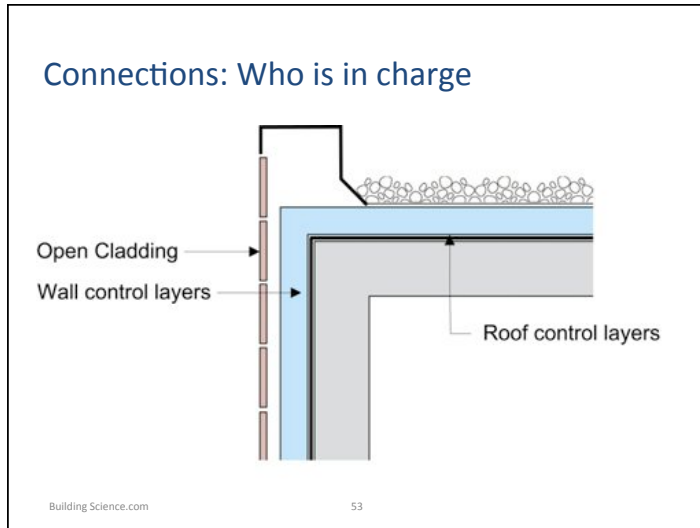 Connections: Who is in charge
Open Cladding
Wall control layers
Roof control layers
Building Science.com
53